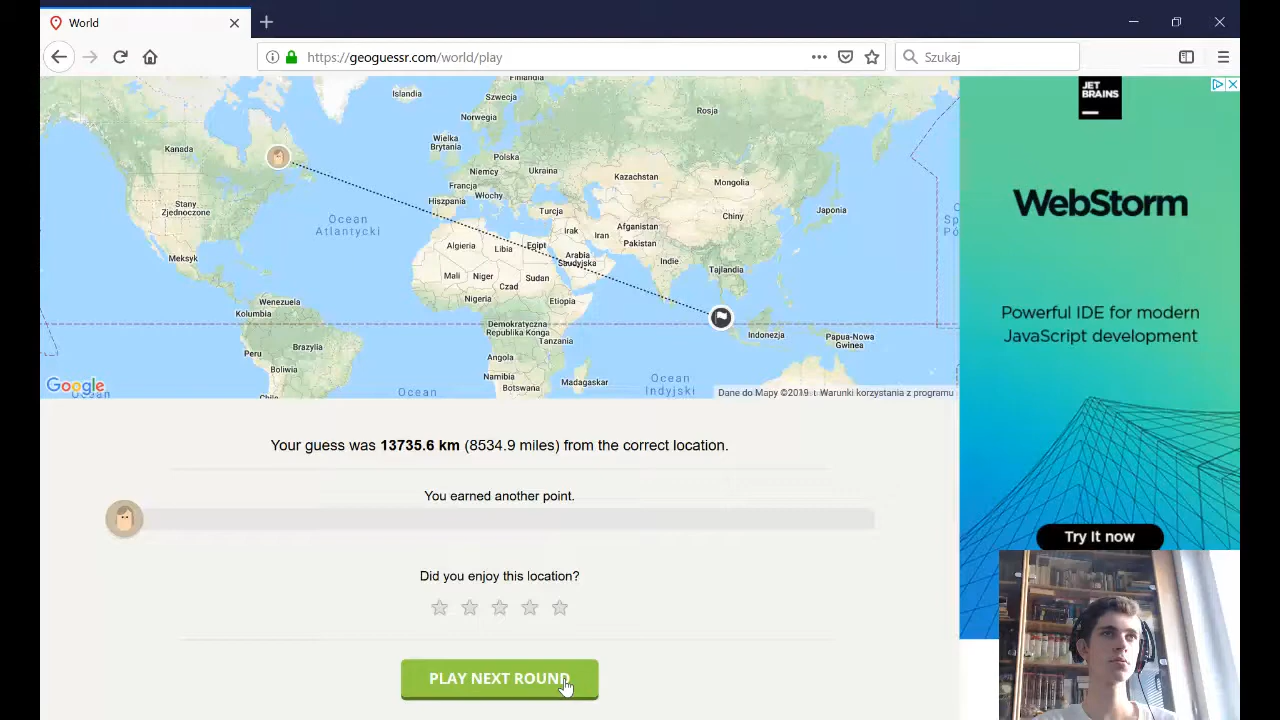 World
https://geoguessr.com/world/play
Szukaj
Finlandia
Islandia
Szwecja
Norwegia
Rosja
Wielka
Brytania
Kanada
Polska
Niemcy
Ukraina
Kazachstan
Mongolia
Francja
Włochy
Hiszpania
Stany
Zjednoczone
Turcja
Chiny
Japonia
Ocean
Atlantycki
Afganistan
Irak
Iran
Pakistan
Algieria
Libia
Egipt
Arabia
Saudyjska
Indie
Tajlandia
Meksyk
Mali
Niger
Czad
Sudan
Nigeria
Etiopia
Wenezuela
Kolumbia
Demokratyczna
Republika Konga
Tanzania
Indonezja
Papua-Nowa
Gwinea
Peru
Brazylia
Boliwia
Angola
Namibia
Botswana
Madagaskar
Ocean
Ocean
Indyjski
Google
Dane do Mapy ©2019
Warunki korzystania z programu
Your guess was 13735.6 km (8534.9 miles) from the correct location.
You earned another point.
Did you enjoy this location?
PLAY NEXT ROUND
JET
BRAINS
WebStorm
Powerful IDE for modern
JavaScript development
Try it now